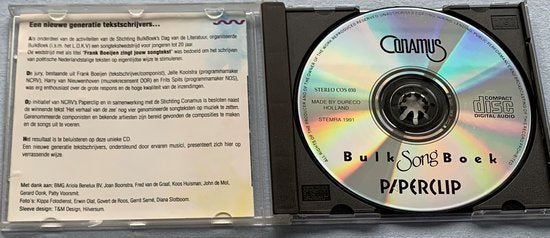 Een nieuwe generatie tekstschrijvers...
Als onderdeel van de activiteiten van de Stichting BulkBoek's Dag van de Literatuur, organiseerde
BulkBoek (i.s.m. het L.O.K.V) een songtekstwedstrijd voor jongeren tot 20 jaar.
De wedstrijd met als titel 'Frank Boeijen zingt jouw songtekst' was bedoeld om het schrijven
van poëtische Nederlandstalige teksten op eigentijdse wijze te stimuleren.
De jury, bestaande uit Frank Boeijen (tekstschrijver/componist), Jelle Koolstra (programmamaker
NCRV), Harry van Nieuwenhoven (muziekrecensent DDR) en Frits Spits (programmamaker NOS),
was erg enthousiast over de grote respons en de hoge kwaliteit van de inzendingen.
Op initiatief van NCRV's Papersclip en in samenwerking met de Stichting Conamus is besloten naast
de winnende tekst 'Het verhaal van de zee' nog vier genomineerde songteksten op muziek te zetten.
Gerenommeerde componisten en bekende artiesten zijn bereid gevonden de composities te maken
en de songs uit te voeren.
Het resultaat is te beluisteren op deze unieke CD.
Een nieuwe generatie tekstschrijvers, ondersteund door ervaren musici, presenteert zich hier op
verrassende wijze.
Met dank aan: BMG Ariola Benelux BV, Joan Boonstra, Fred van de Graaf, Koos Huisman, John de Mol,
Gerard Oonk, Patty Voorsmit.
Foto's: Kippa Fotodienst, Erwin Olaf, Govert de Roos, Gerrit Serné, Diana Slotboom.
Sleeve design: T&M Design, Hilversum.
Conamus
STEREO COS 010
MADE BY DURECO
HOLLAND
STEMRA 1991
COMPACT
disc
DIGITAL AUDIO
Bulk Song Boek
P/PERCLIP